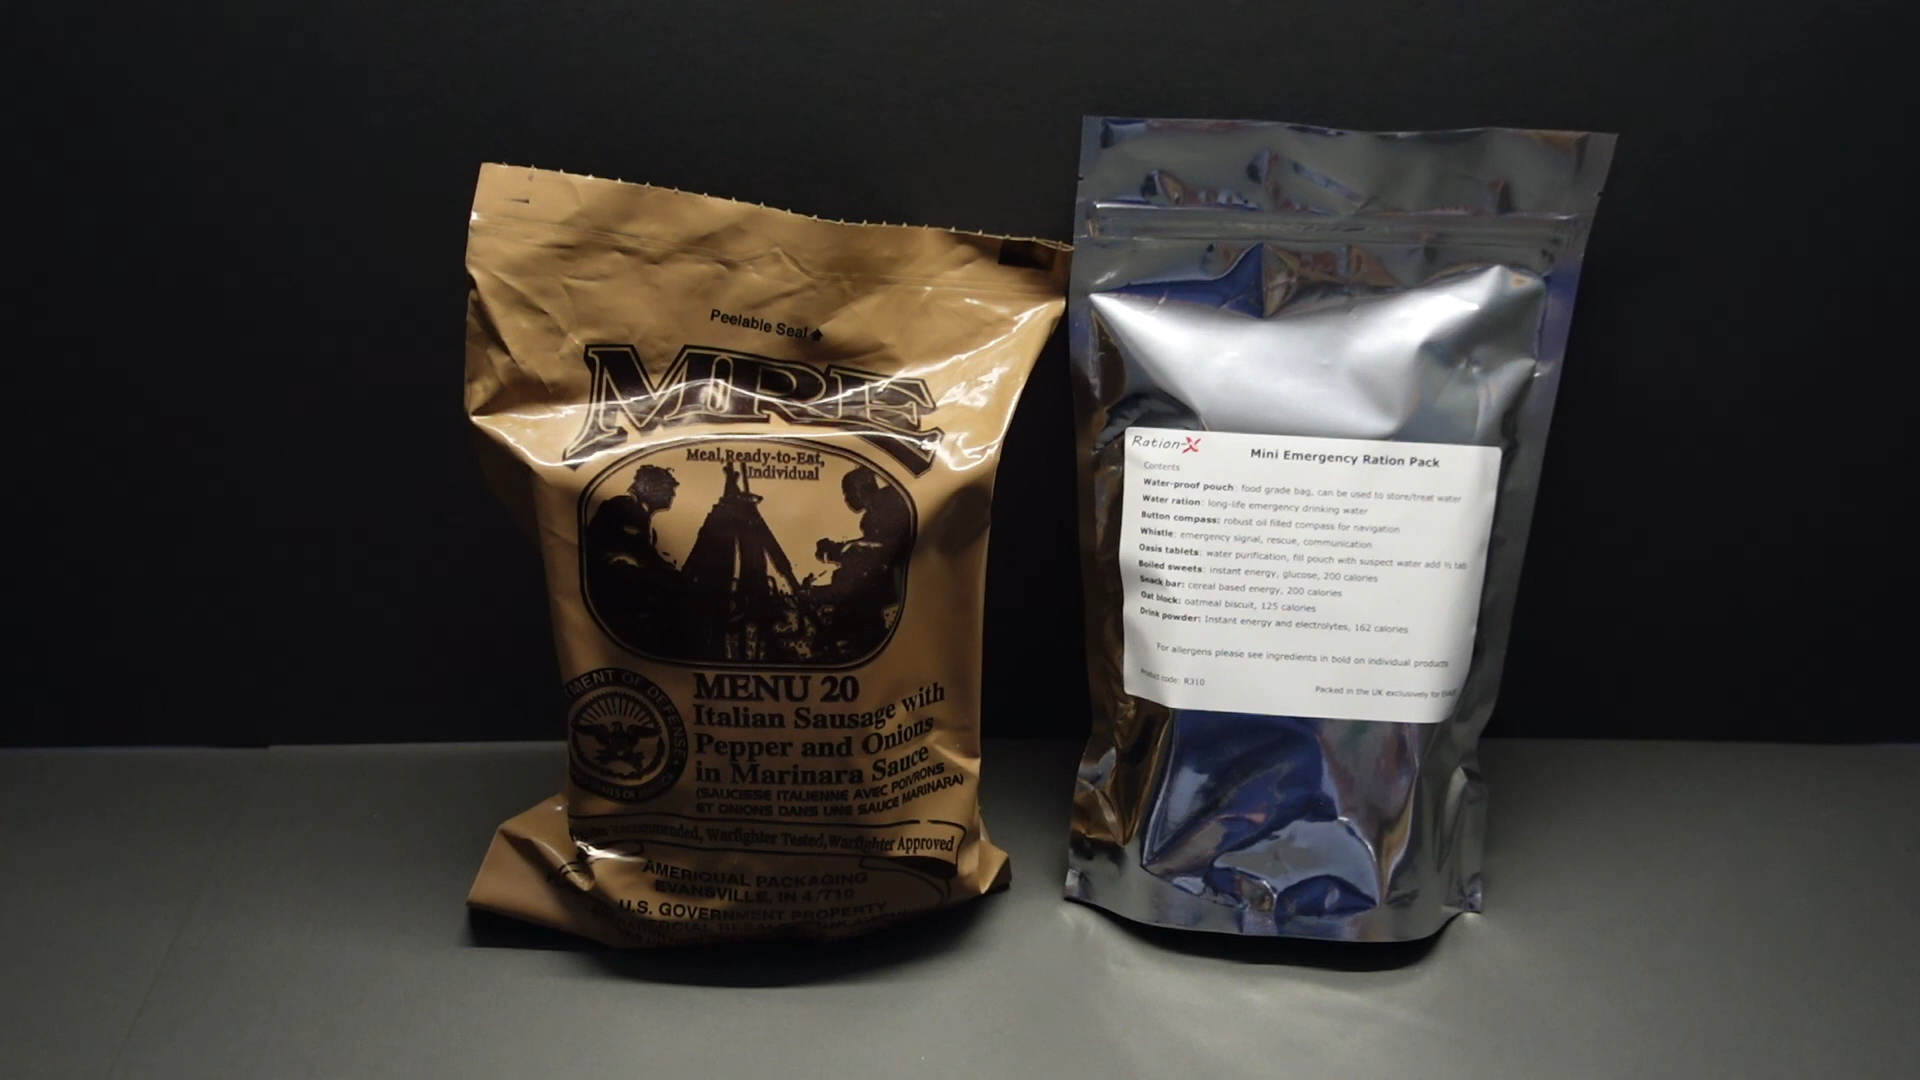 Peelable Seal
MRE
Meal, Ready-to-Eat,
Individual
MENU 20
Italian Sausage with
Pepper and Onions
in Marinara Sauce
(SAUCISSE ITALIENNE AVEC POIVRONS
ET ONIONS DANS UNE SAUCE MARINARA)
MENT OF DEFENSE
Recommended, Warfighter Tested, Warfighter Approved
AMERIQUAL PACKAGING
EVANSVILLE, IN 47710
U.S. GOVERNMENT PROPERTY
Ration-X
Mini Emergency Ration Pack
Contents
Water-proof pouch: food grade bag, can be used to store/treat water
Water ration: long-life emergency drinking water
Button compass: robust oil filled compass for navigation
Whistle: emergency signal, rescue, communication
Oasis tablets: water purification, fill pouch with suspect water add ½ tab
Boiled sweets: instant energy, glucose, 200 calories
Snack bar: cereal based energy, 200 calories
Oat block: oatmeal biscuit, 125 calories
Drink powder: Instant energy and electrolytes, 162 calories
For allergens please see ingredients in bold on individual products
Product code: R310
Packed in the UK exclusively for